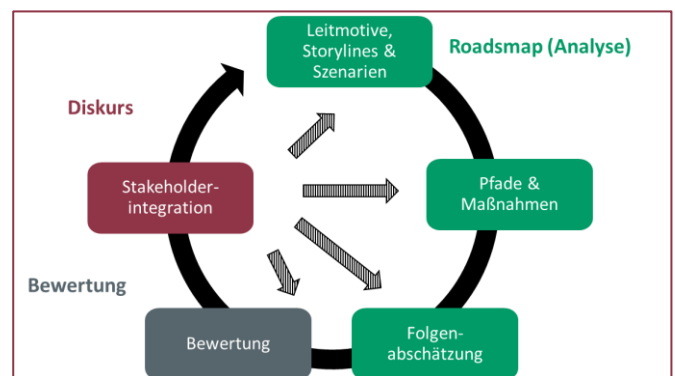 Leitmotive,
Storylines &
Szenarien
Roadsmap (Analyse)
Diskurs
Stakeholder-
integration
Pfade &
Maßnahmen
Bewertung
Bewertung
Folgen-
abschätzung